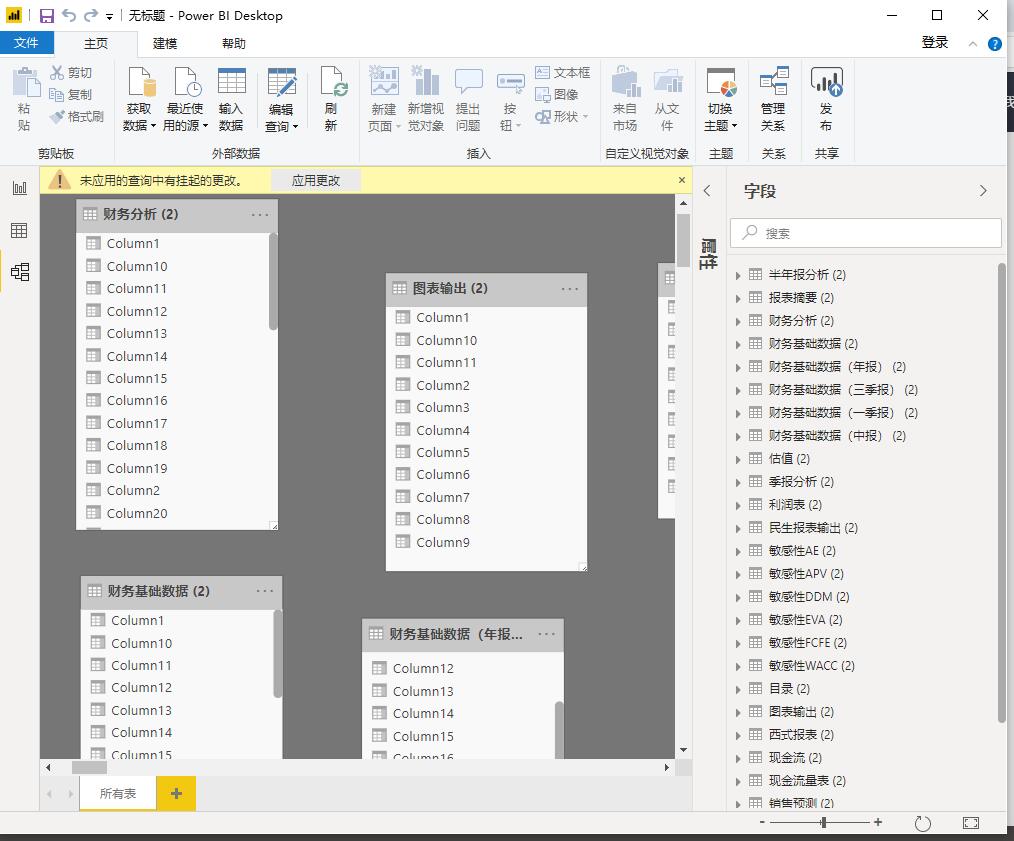 无标题 - Power BI Desktop
文件 主页 建模 帮助 登录
粘贴 剪切 复制 格式刷 获取数据 最近使用的源 输入数据 编辑查询 刷新 新建页面 新增视觉对象 提出问题 按钮 文本框 图像 形状 来自市场 从文件 切换主题 管理关系 发布
剪贴板 外部数据 插入 自定义视觉对象 主题 关系 共享
未应用的查询中有挂起的更改。 应用更改
财务分析 (2)
Column1
Column10
Column11
Column12
Column13
Column14
Column15
Column16
Column17
Column18
Column19
Column2
Column20
图表输出 (2)
Column1
Column10
Column11
Column2
Column3
Column4
Column5
Column6
Column7
Column8
Column9
财务基础数据 (2)
Column1
Column10
Column11
Column12
Column13
Column14
Column15
财务基础数据（年报...
Column12
Column13
Column14
Column15
Column16
所有表
属性
字段
搜索
半年报分析 (2)
报表摘要 (2)
财务分析 (2)
财务基础数据 (2)
财务基础数据（年报） (2)
财务基础数据（三季报） (2)
财务基础数据（一季报） (2)
财务基础数据（中报） (2)
估值 (2)
季报分析 (2)
利润表 (2)
民生报表输出 (2)
敏感性AE (2)
敏感性APV (2)
敏感性DDM (2)
敏感性EVA (2)
敏感性FCFE (2)
敏感性WACC (2)
目录 (2)
图表输出 (2)
西式报表 (2)
现金流 (2)
现金流量表 (2)
销售预测 (2)